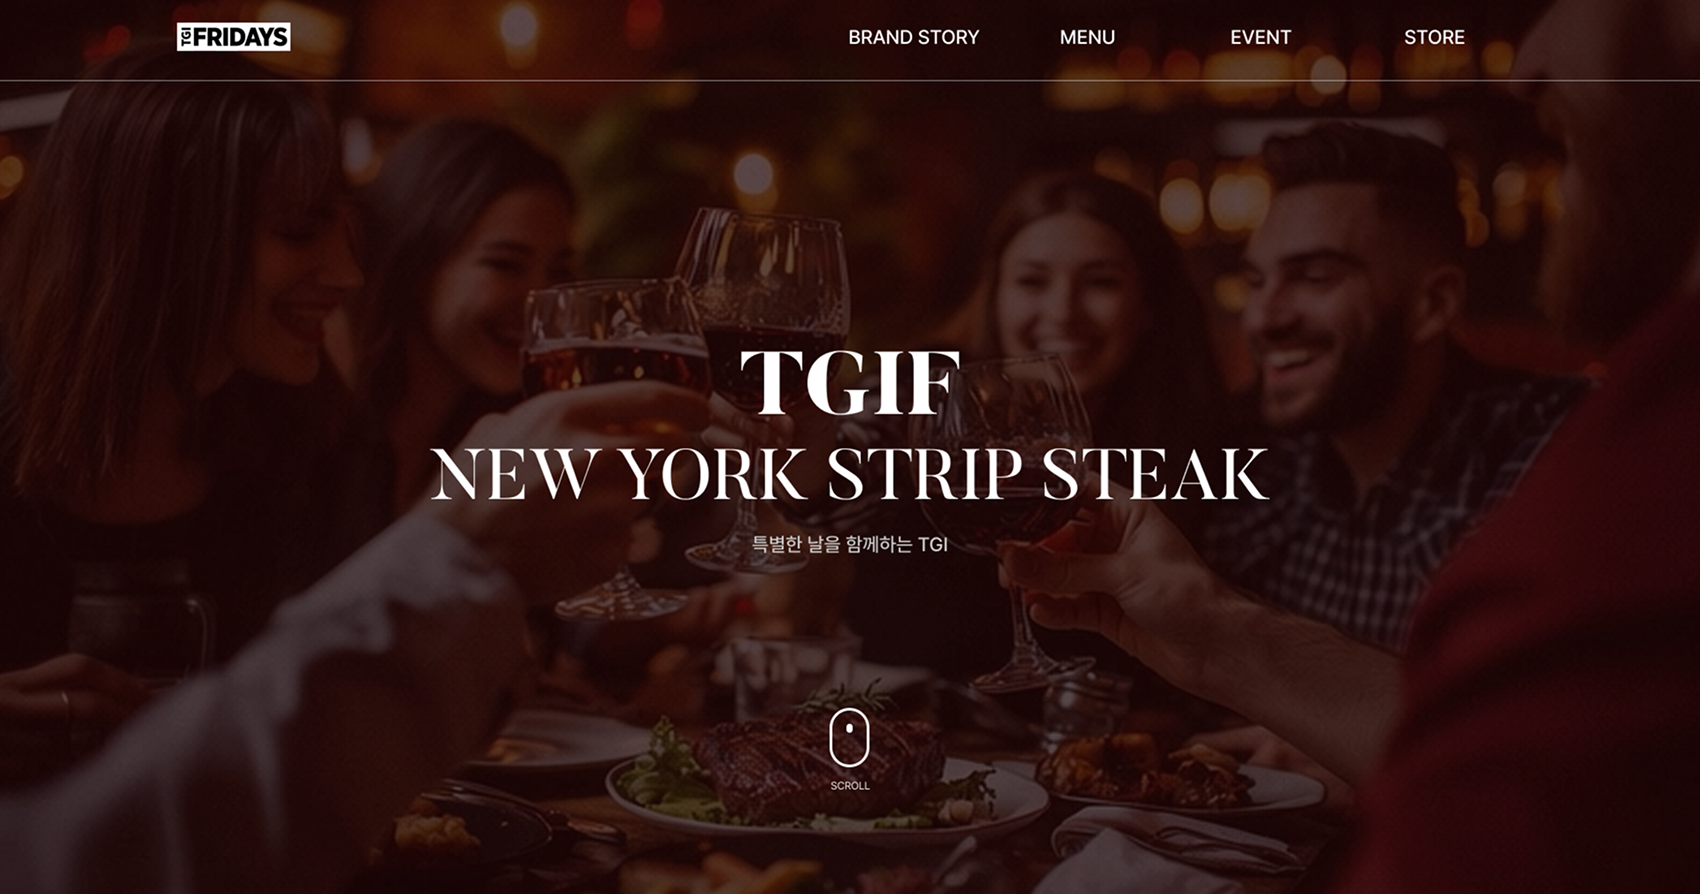 TGI FRIDAYS
BRAND STORY
MENU
EVENT
STORE
TGIF
NEW YORK STRIP STEAK
특별한 날을 함께하는 TGI
SCROLL